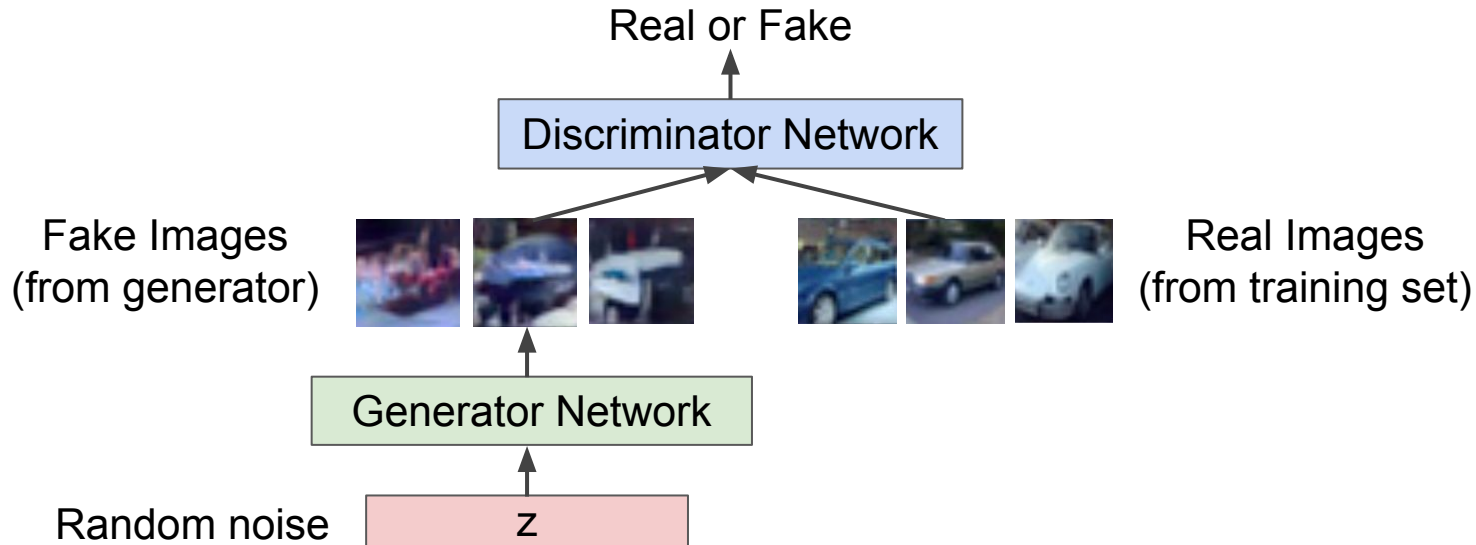 Real or Fake
Discriminator Network
Fake Images
(from generator)
Real Images
(from training set)
Generator Network
Random noise
z